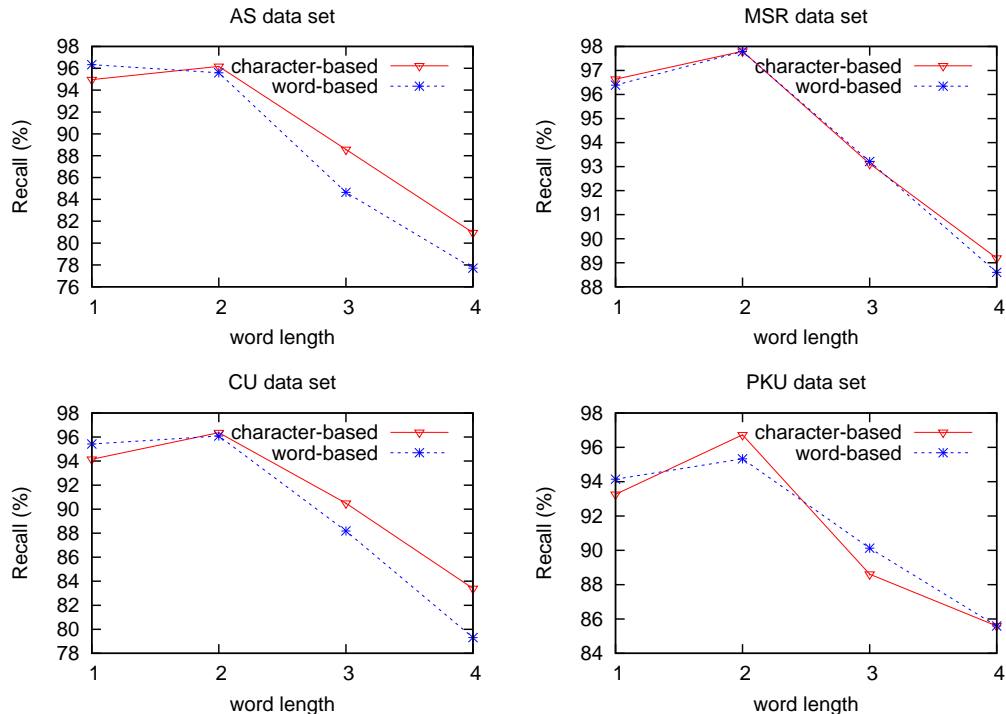 AS data set
98
96
94
92
90
88
86
84
82
80
78
76
Recall (%)
character-based
word-based
1 2 3 4
word length
MSR data set
98
97
96
95
94
93
92
91
90
89
88
Recall (%)
character-based
word-based
1 2 3 4
word length
CU data set
98
96
94
92
90
88
86
84
82
80
78
Recall (%)
character-based
word-based
1 2 3 4
word length
PKU data set
98
96
94
92
90
88
86
84
Recall (%)
character-based
word-based
1 2 3 4
word length